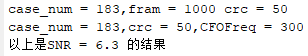 case_num = 183,fram = 1000 crc = 50
case_num = 183,crc = 50,CFOFreq = 300
以上是SNR = 6.3 的结果